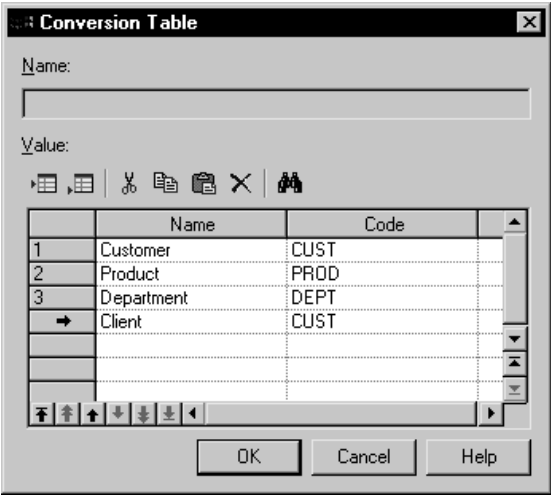 Conversion Table
Name:
Value:
Name Code
1 Customer CUST
2 Product PROD
3 Department DEPT
Client CUST
OK Cancel Help